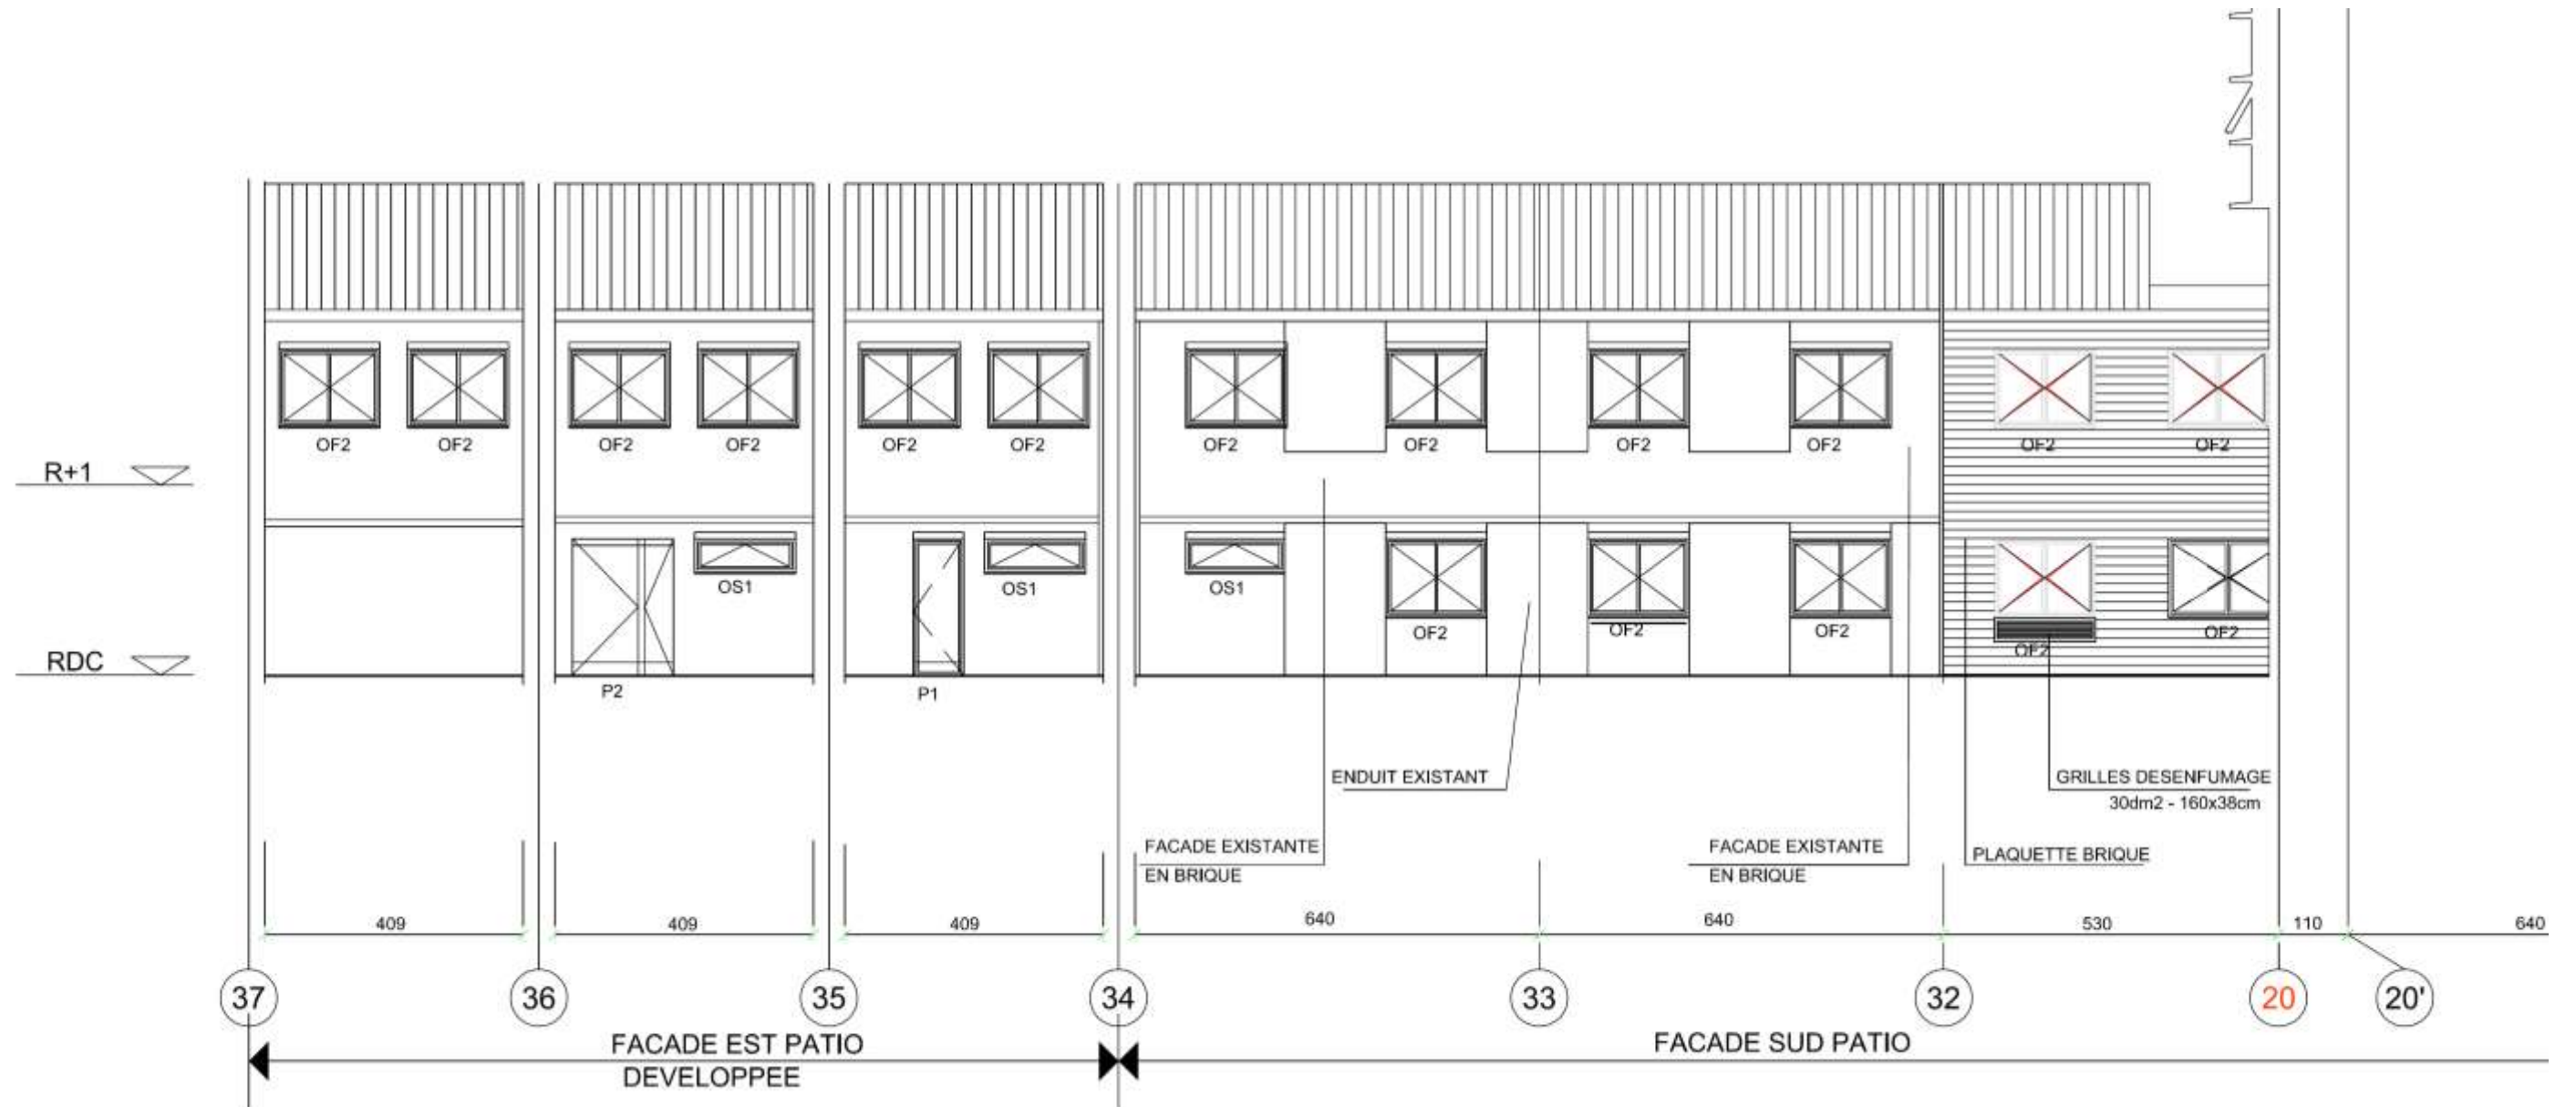 OF2 OF2 OF2 OF2 OF2 OF2 OF2 OF2 OF2 OF2 OF2 OF2
R+1
OS1 OS1 OS1
OF2 OF2 OF2 OF2 OF2
RDC
P2 P1
ENDUIT EXISTANT
GRILLES DESENFUMAGE
30dm2 - 160x38cm
FACADE EXISTANTE
EN BRIQUE
FACADE EXISTANTE
EN BRIQUE
PLAQUETTE BRIQUE
409 409 409 640 640 530 110 640
37 36 35 34 33 32 20 20'
FACADE EST PATIO
DEVELOPPEE
FACADE SUD PATIO